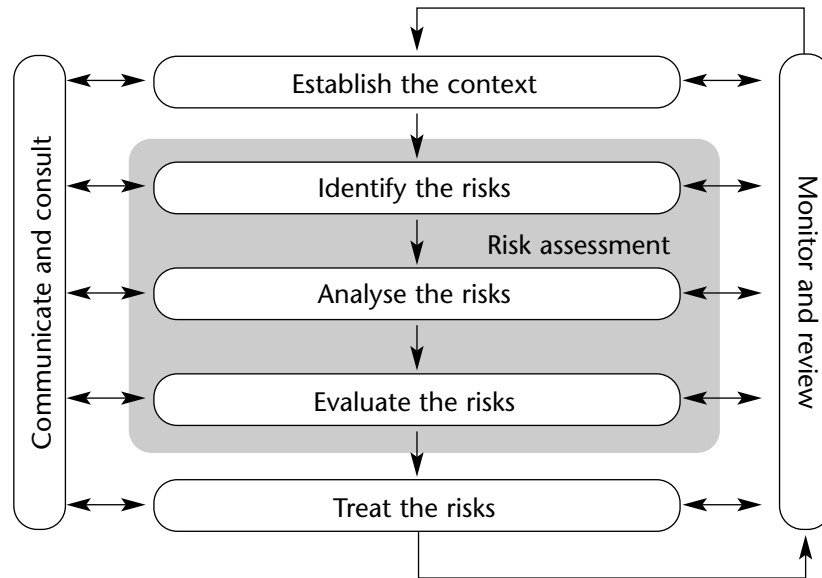 Establish the context
Communicate and consult
Identify the risks
Risk assessment
Analyse the risks
Evaluate the risks
Treat the risks
Monitor and review